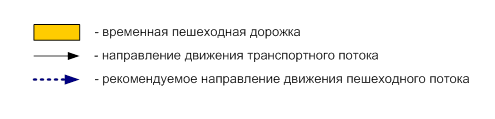 - временная пешеходная дорожка
- направление движения транспортного потока
- рекомендуемое направление движения пешеходного потока